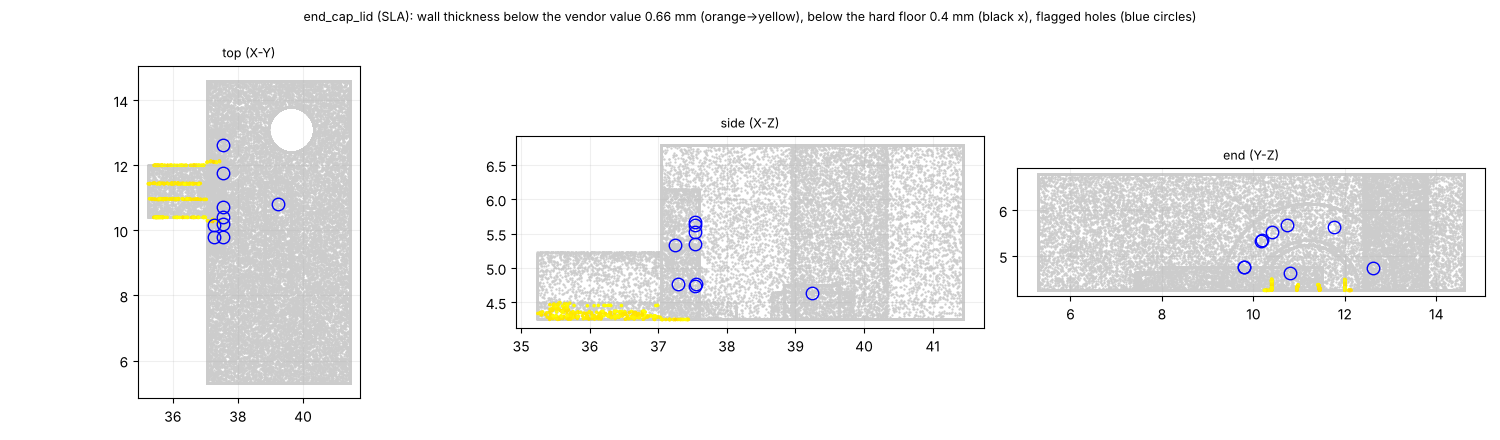 end_cap_lid (SLA): wall thickness below the vendor value 0.66 mm (orange→yellow), below the hard floor 0.4 mm (black x), flagged holes (blue circles)
top (X-Y)
14
12
10
8
6
36 38 40
side (X-Z)
6.5
6.0
5.5
5.0
4.5
35 36 37 38 39 40 41
end (Y-Z)
6
5
6 8 10 12 14